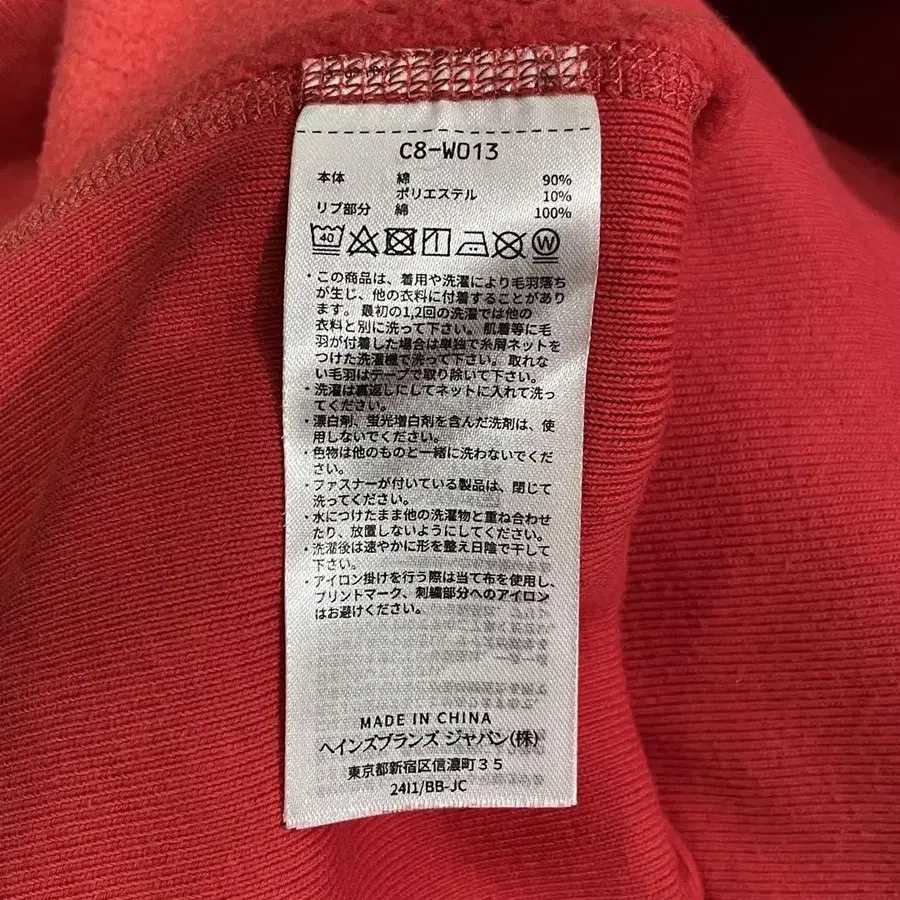 C8-W013
本体 綿 90%
ポリエステル 10%
リブ部分 綿 100%
40 W
・この商品は、着用や洗濯により毛羽落ち
が生じ、他の衣料に付着することがあり
ます。最初の1,2回の洗濯では他の
衣料と別に洗って下さい。肌着等に毛
羽が付着した場合は単独で糸屑ネットを
つけた洗濯機で洗って下さい。取れな
い毛羽はテープで取り除いて下さい。
・洗濯は裏返しにしてネットに入れて洗っ
てください。
・漂白剤、蛍光増白剤を含んだ洗剤は、使
用しないでください。
・色物は他のものと一緒に洗わないでくだ
さい。
・ファスナーが付いている製品は、閉じて
洗ってください。
・水につけたまま他の洗濯物と重ね合わせ
たり、放置しないようにしてください。
・洗濯後は速やかに形を整え日陰で干して
下さい。
・アイロン掛けを行う際は当て布を使用し、
プリントマーク、刺繍部分へのアイロン
はお避けください。
MADE IN CHINA
ヘインズブランズ ジャパン(株)
東京都新宿区信濃町35
24I1/BB-JC